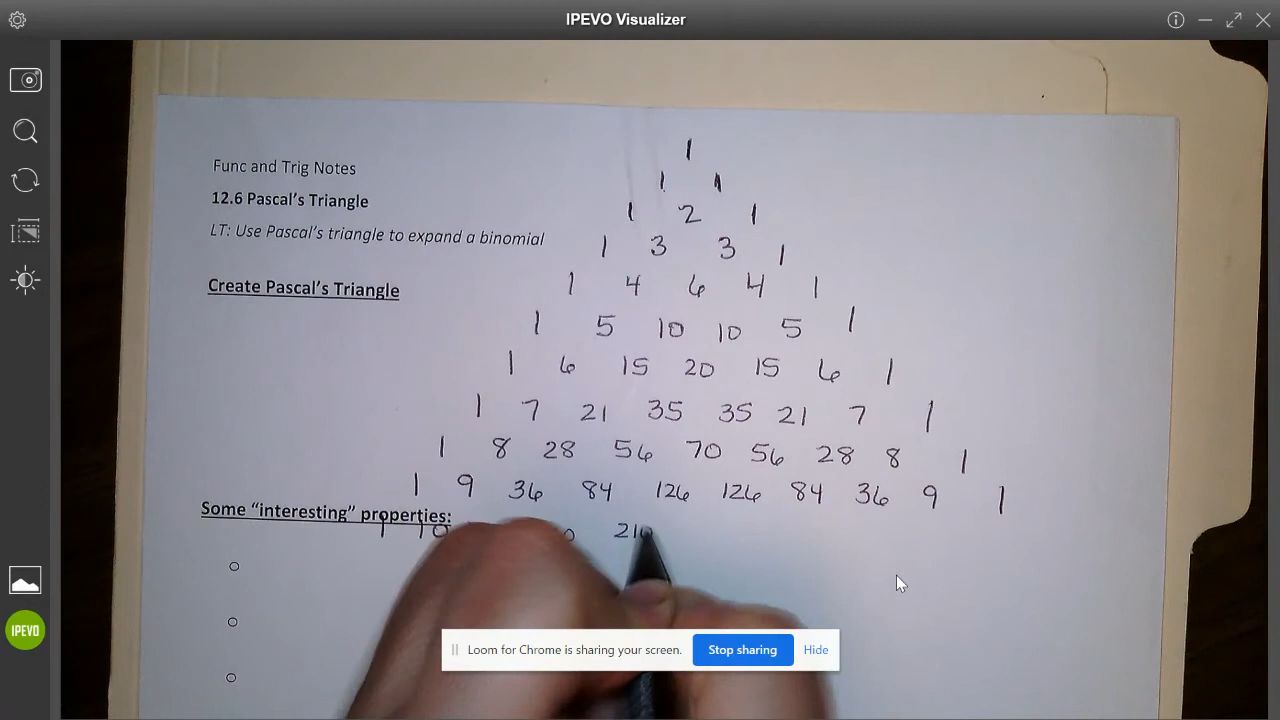 IPEVO Visualizer
1
1 1
Func and Trig Notes
12.6 Pascal's Triangle
1 2 1
LT: Use Pascal's triangle to expand a binomial
1 3 3 1
Create Pascal's Triangle
1 4 6 4 1
1 5 10 10 5 1
1 6 15 20 15 6 1
1 7 21 35 35 21 7 1
1 8 28 56 70 56 28 8 1
1 9 36 84 126 126 84 36 9 1
Some "interesting" properties:
1 10 0 210
IPEVO
Loom for Chrome is sharing your screen. Stop sharing Hide